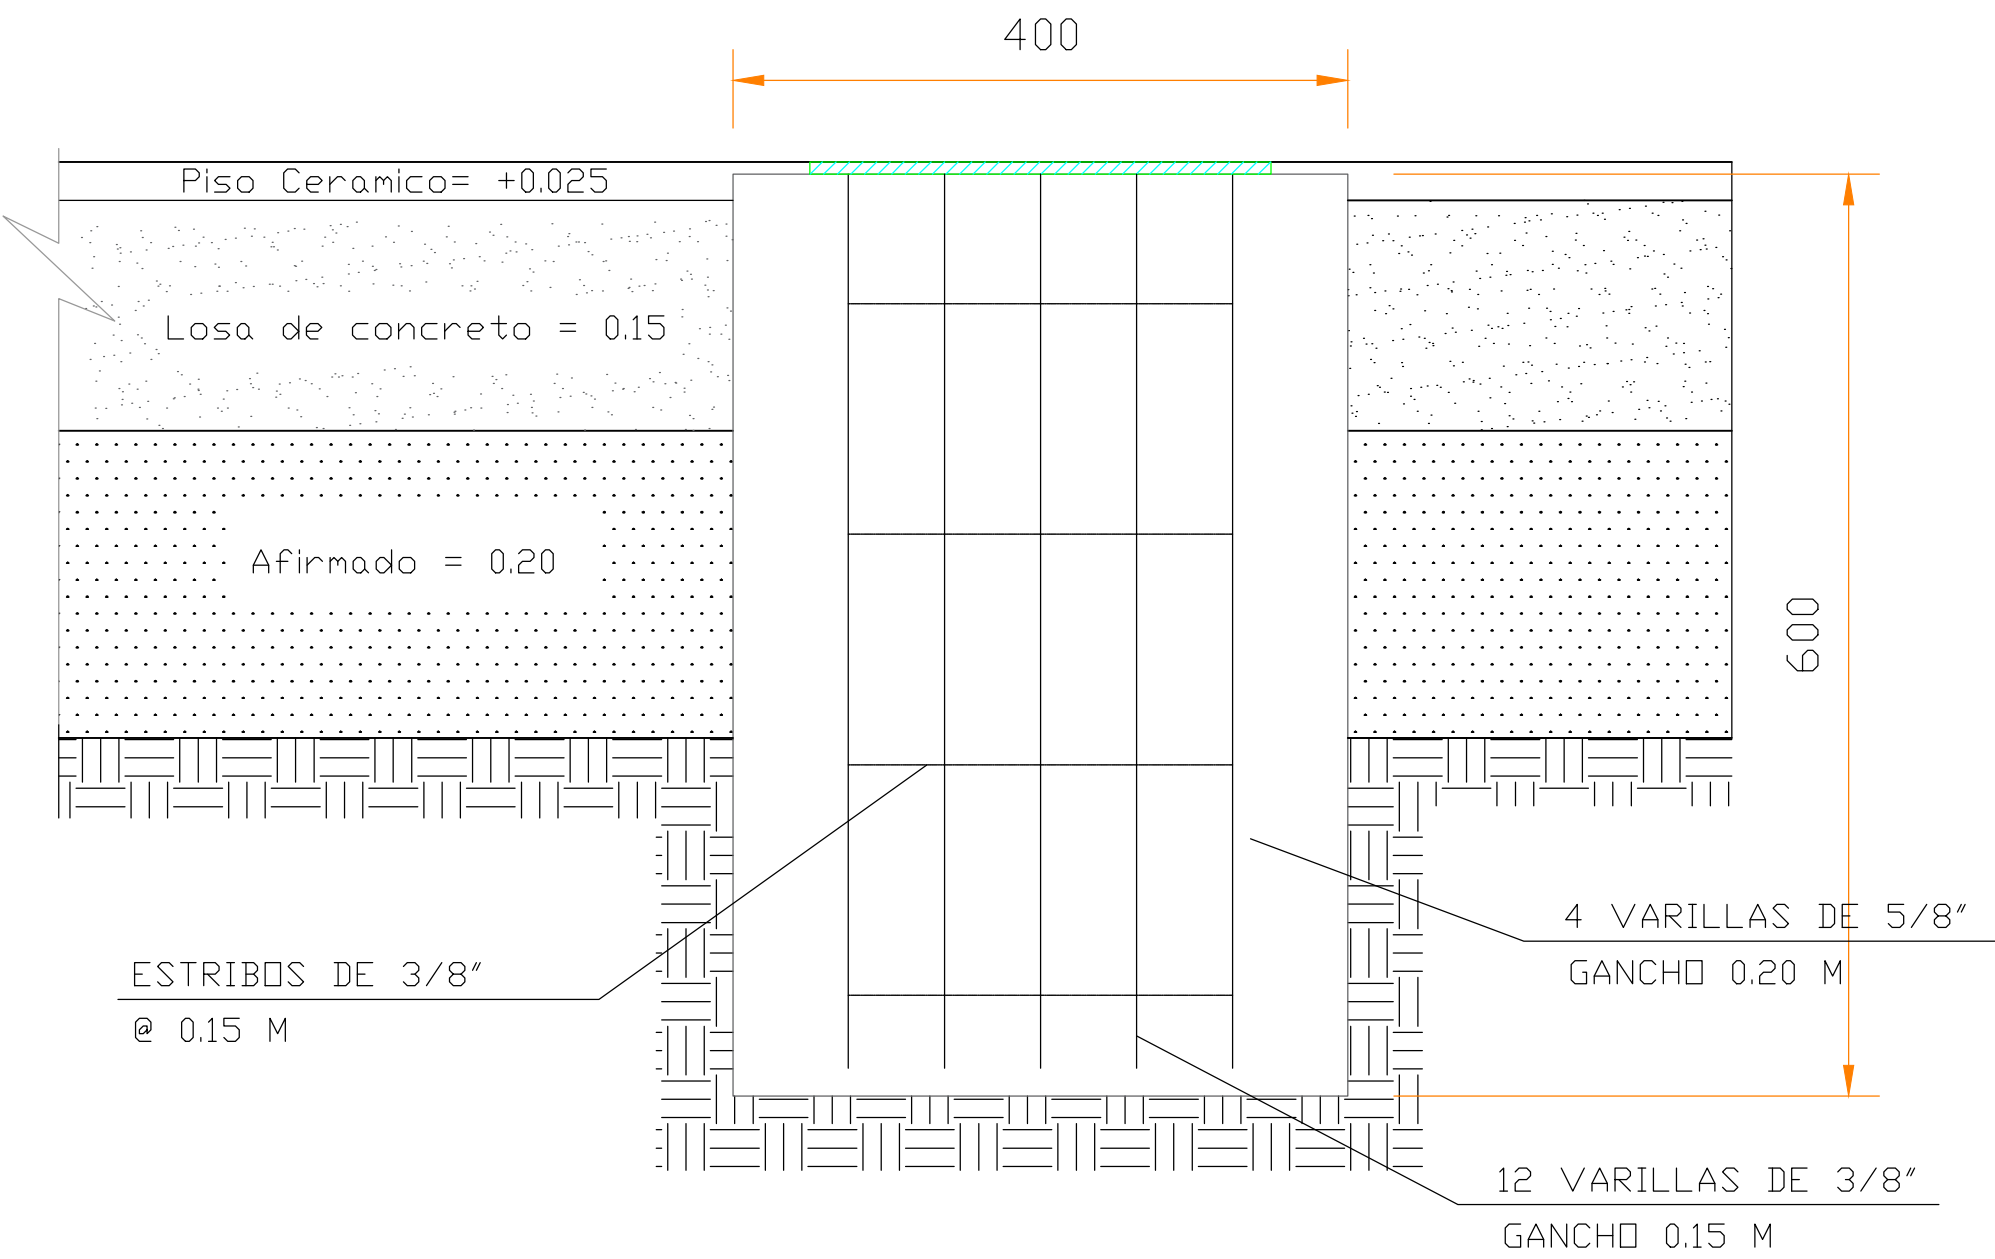 400
Piso Ceramico= +0.025
Losa de concreto = 0.15
Afirmado = 0.20
600
4 VARILLAS DE 5/8"
GANCHO 0.20 M
ESTRIBOS DE 3/8"
@ 0.15 M
12 VARILLAS DE 3/8"
GANCHO 0.15 M